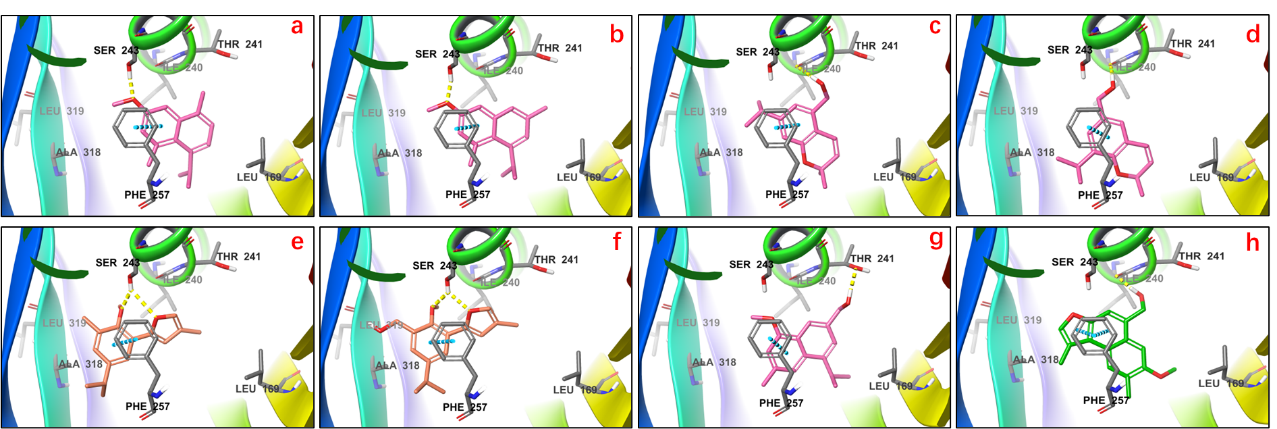 a
SER 243
THR 241
ILE 240
LEU 319
ALA 318
LEU 169
PHE 257
b
SER 243
THR 241
ILE 240
LEU 319
ALA 318
LEU 169
PHE 257
c
SER 243
THR 241
ILE 240
LEU 319
ALA 318
LEU 169
PHE 257
d
SER 243
THR 241
ILE 240
LEU 319
ALA 318
LEU 169
PHE 257
e
SER 243
THR 241
ILE 240
LEU 319
ALA 318
LEU 169
PHE 257
f
SER 243
THR 241
ILE 240
LEU 319
ALA 318
LEU 169
PHE 257
g
SER 243
THR 241
ILE 240
LEU 319
ALA 318
LEU 169
PHE 257
h
SER 243
THR 241
ILE 240
LEU 319
ALA 318
LEU 169
PHE 257